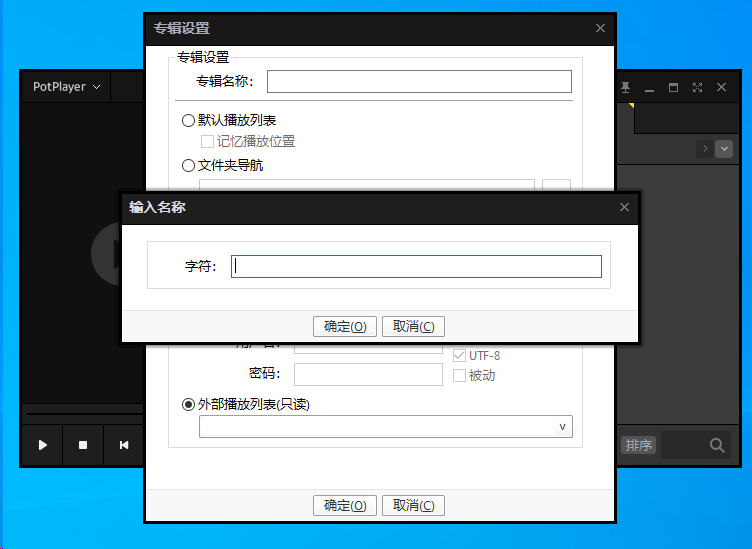 专辑设置
专辑设置
专辑名称:
PotPlayer
默认播放列表
记忆播放位置
文件夹导航
输入名称
字符:
确定(O) 取消(C)
UTF-8
密码:
被动
外部播放列表(只读)
排序
确定(O) 取消(C)